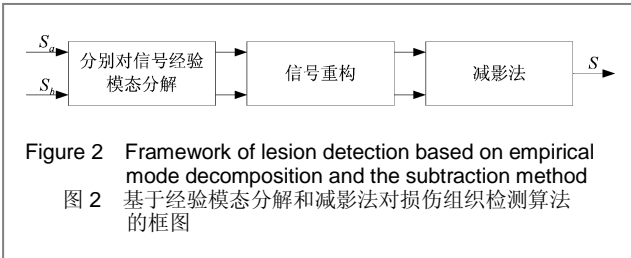 Sₐ
分别对信号经验
模态分解
S_b
信号重构
减影法
S
Figure 2 Framework of lesion detection based on empirical
mode decomposition and the subtraction method
图 2 基于经验模态分解和减影法对损伤组织检测算法
的框图